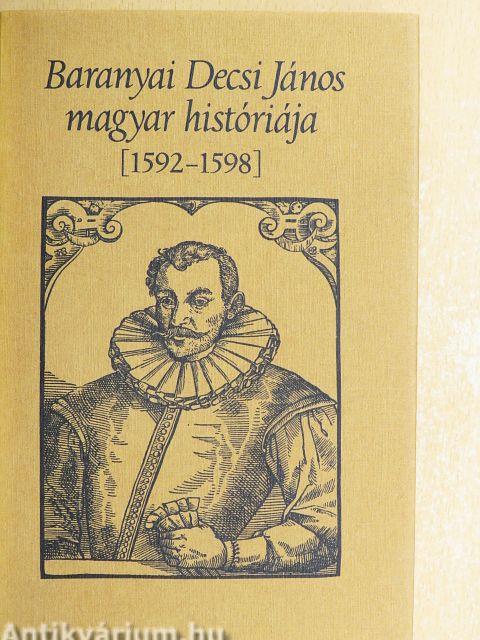 Baranyai Decsi János
magyar históriája
[1592–1598]
Antikvárium.hu